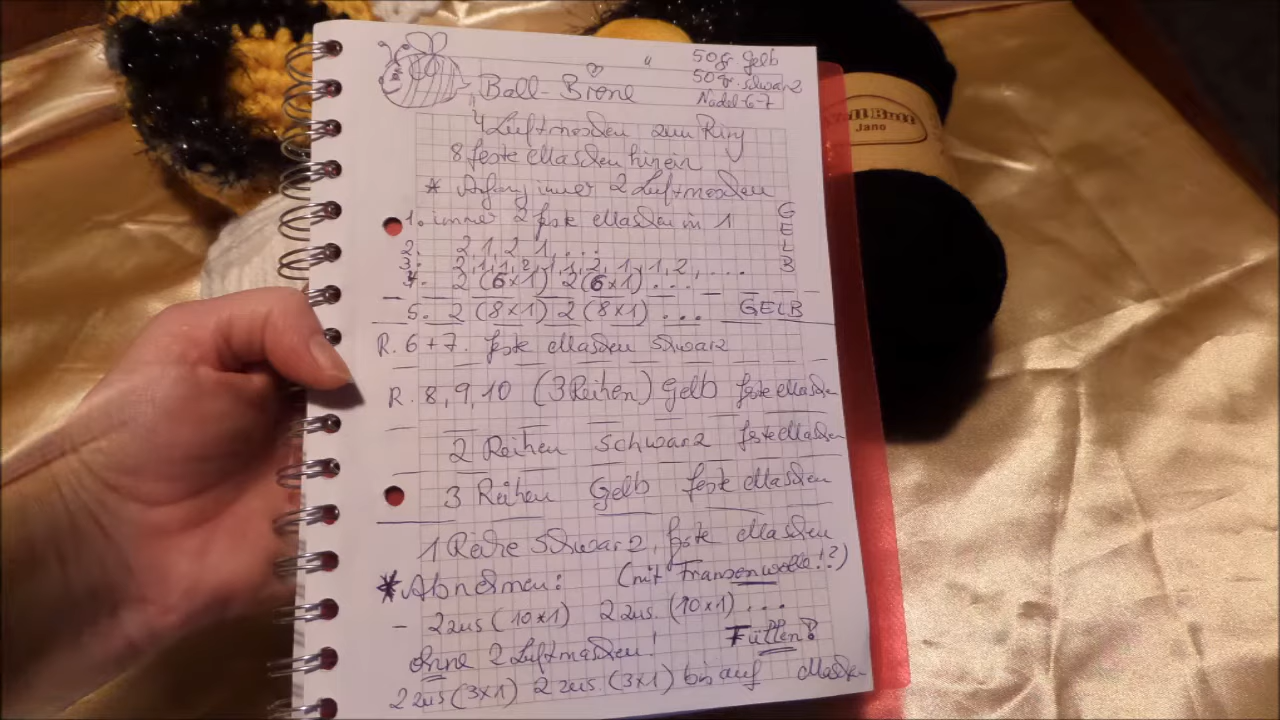 50 gr. gelb
50 gr. schwarz
Nadel 6-7
Ball-Biene
4 Luftmaschen zum Ring
8 feste Maschen hinein
* Anfang immer 2 Luftmaschen
1. immer 2 feste Maschen in 1
2. 2 1, 2 1, ...
3. 2,1,1,2,1,1,2,1,1,2, ....
4. 2 (6x1) 2 (6x1) ...
GELB
5. 2 (8x1) 2 (8x1) ... GELB
R. 6+7. feste Maschen schwarz
R. 8, 9, 10 (3 Reihen) Gelb feste Maschen
2 Reihen Schwarz feste Maschen
3 Reihen Gelb feste Maschen
1 Reihe Schwarz, feste Maschen
* Abnehmen: (mit Fransenwolle!?)
- 2 zus (10x1) 2 zus. (10x1) ...
Ohne 2 Luftmaschen! Füllen!
2 zus (3x1) 2 zus. (3x1) bis auf Maschen
Jano